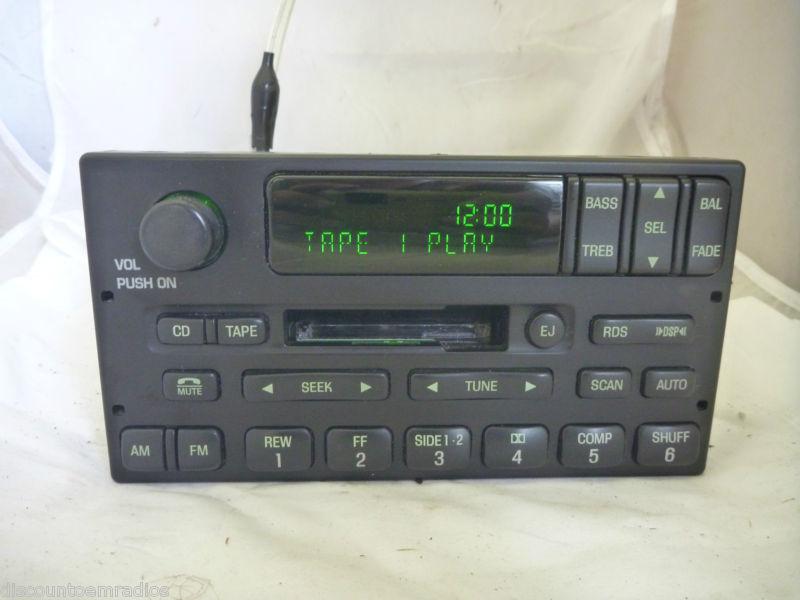 12:00
TAPE 1 PLAY
BASS
TREB
SEL
BAL
FADE
VOL
PUSH ON
CD
TAPE
EJ
RDS
DSP
MUTE
SEEK
TUNE
SCAN
AUTO
AM
FM
REW
1
FF
2
SIDE 1·2
3
4
COMP
5
SHUFF
6
discountoemradios